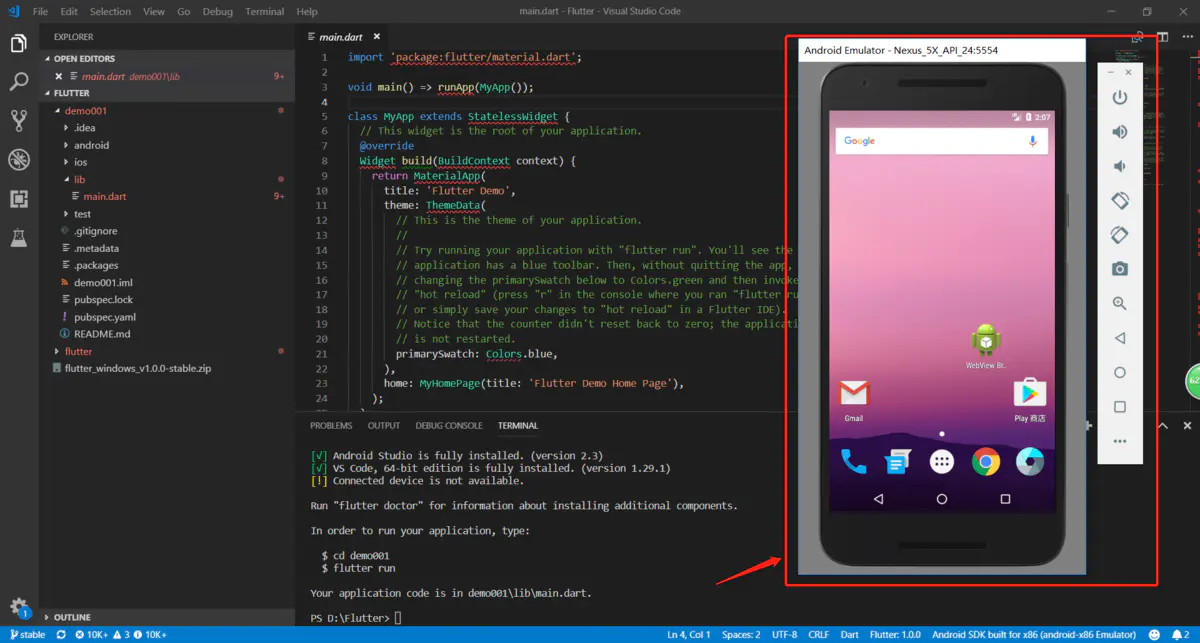 File Edit Selection View Go Debug Terminal Help
main.dart - Flutter - Visual Studio Code
EXPLORER
OPEN EDITORS
main.dart demo001\lib 9+
FLUTTER
demo001
.idea
android
ios
lib
main.dart 9+
test
.gitignore
.metadata
.packages
demo001.iml
pubspec.lock
pubspec.yaml
README.md
flutter
flutter_windows_v1.0.0-stable.zip
OUTLINE
main.dart
1 import 'package:flutter/material.dart';
2
3 void main() => runApp(MyApp());
4
5 class MyApp extends StatelessWidget {
6 // This widget is the root of your application.
7 @override
8 Widget build(BuildContext context) {
9 return MaterialApp(
10 title: 'Flutter Demo',
11 theme: ThemeData(
12 // This is the theme of your application.
13 //
14 // Try running your application with "flutter run". You'll see the
15 // application has a blue toolbar. Then, without quitting the app,
16 // changing the primarySwatch below to Colors.green and then invoke
17 // "hot reload" (press "r" in the console where you ran "flutter ru
18 // or simply save your changes to "hot reload" in a Flutter IDE).
19 // Notice that the counter didn't reset back to zero; the applicati
20 // is not restarted.
21 primarySwatch: Colors.blue,
22 ),
23 home: MyHomePage(title: 'Flutter Demo Home Page'),
24 );
PROBLEMS OUTPUT DEBUG CONSOLE TERMINAL
[√] Android Studio is fully installed. (version 2.3)
[√] VS Code, 64-bit edition is fully installed. (version 1.29.1)
[!] Connected device is not available.
Run "flutter doctor" for information about installing additional components.
In order to run your application, type:
$ cd demo001
$ flutter run
Your application code is in demo001\lib\main.dart.
PS D:\Flutter>
Android Emulator - Nexus_5X_API_24:5554
2:07
Google
WebView Br..
Gmail
Play 商店
62
1
stable 10K+ 3 10K+
Ln 4, Col 1 Spaces: 2 UTF-8 CRLF Dart Flutter: 1.0.0 Android SDK built for x86 (android-x86 Emulator) 2